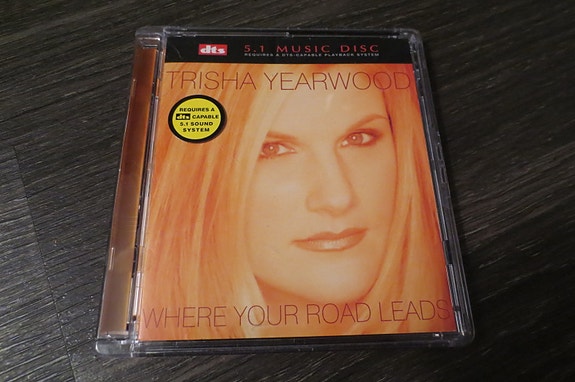 dts 5.1 MUSIC DISC
REQUIRES A DTS-CAPABLE PLAYBACK SYSTEM
TRISHA YEARWOOD
REQUIRES A
dts CAPABLE
5.1 SOUND
SYSTEM
WHERE YOUR ROAD LEADS